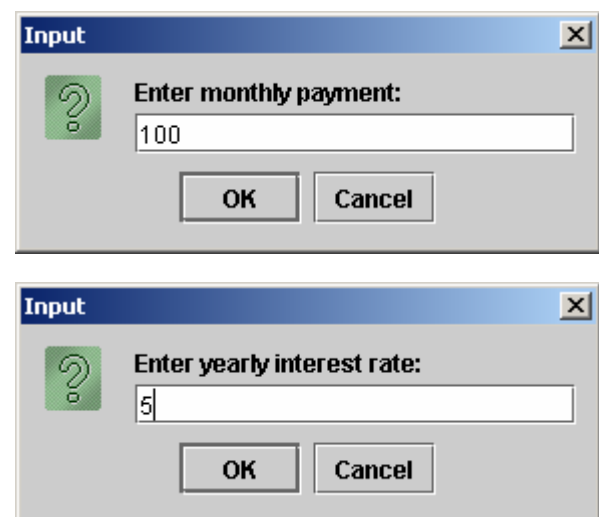 Input
Enter monthly payment:
100
OK Cancel
Input
Enter yearly interest rate:
5
OK Cancel